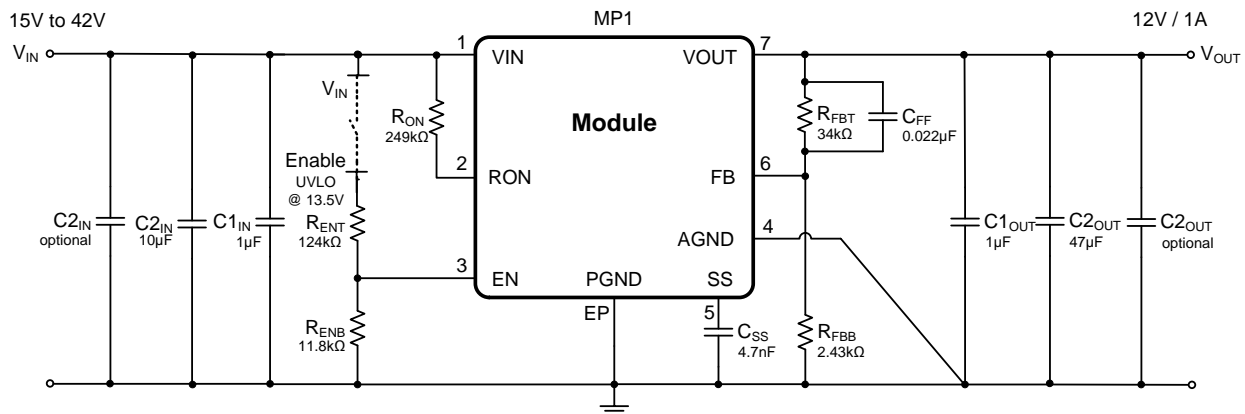 15V to 42V
MP1
12V / 1A
VIN
1
VIN
VOUT
7
VOUT
VIN
RON
249kΩ
Module
RFBT
34kΩ
CFF
0.022µF
Enable
UVLO
@ 13.5V
2
RON
FB
6
C2IN
optional
C2IN
10µF
C1IN
1µF
RENT
124kΩ
AGND
4
C1OUT
1µF
C2OUT
47µF
C2OUT
optional
3
EN
PGND
SS
EP
5
RENB
11.8kΩ
CSS
4.7nF
RFBB
2.43kΩ